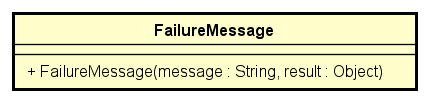 FailureMessage
+ FailureMessage(message : String, result : Object)